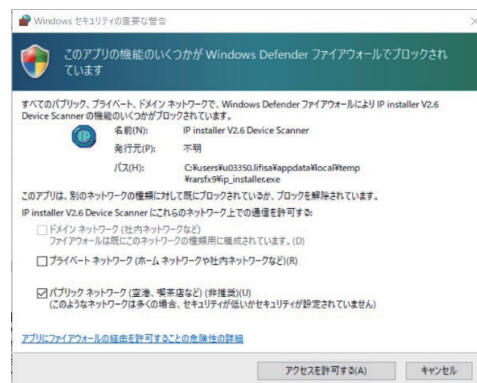 Windows セキュリティの重要な警告
このアプリの機能のいくつかが Windows Defender ファイアウォールでブロックされ
ています
すべてのパブリック、プライベート、ドメイン ネットワークで、Windows Defender ファイアウォールにより IP installer V2.6
Device Scanner の機能のいくつかがブロックされています。
名前(N): IP installer V2.6 Device Scanner
発行元(P): 不明
パス(H): C:¥users¥u03350.lifisa¥appdata¥local¥temp
¥rarsfx9¥ip_installer.exe
このアプリは、別のネットワークの種類に対して既にブロックされているか、ブロックを解除されています。
IP installer V2.6 Device Scanner にこれらのネットワーク上での通信を許可する:
ドメイン ネットワーク (社内ネットワークなど)
ファイアウォールは既にこのネットワークの種類用に構成されています。(D)
プライベート ネットワーク (ホーム ネットワークや社内ネットワークなど)(R)
パブリック ネットワーク (空港、喫茶店など) (非推奨)(U)
(このようなネットワークは多くの場合、セキュリティが低いかセキュリティが設定されていません)
アプリにファイアウォールの経由を許可することの危険性の詳細
アクセスを許可する(A) キャンセル